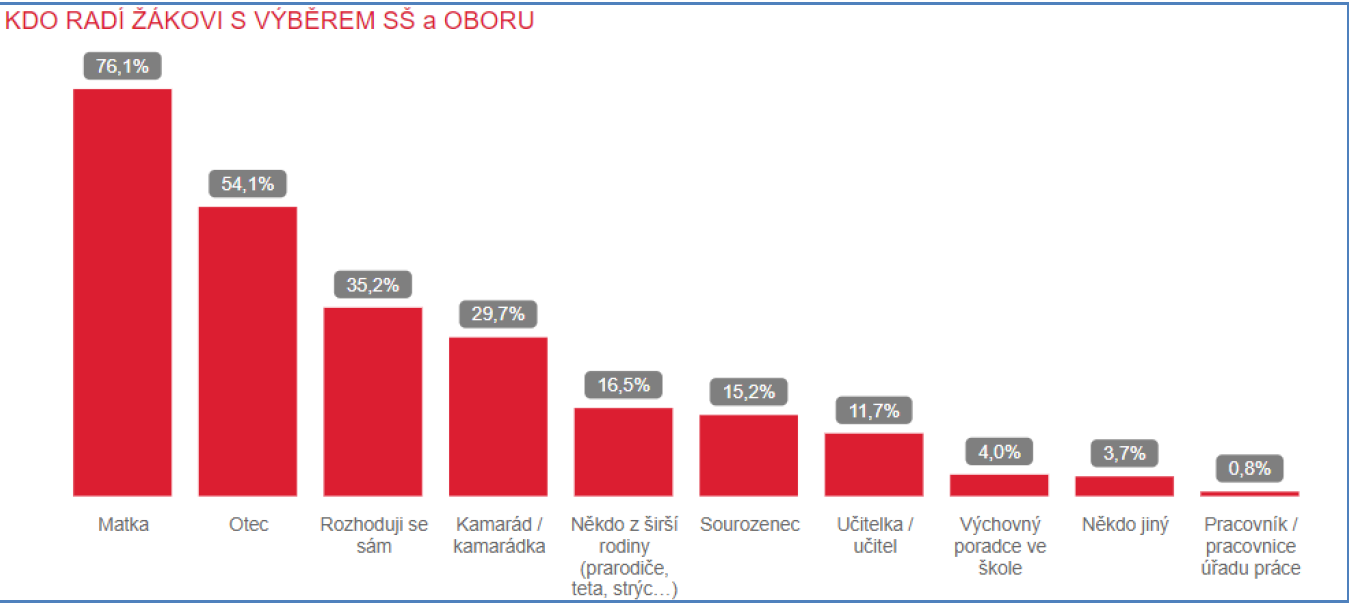 KDO RADÍ ŽÁKOVI S VÝBĚREM SŠ a OBORU
76,1%
54,1%
35,2%
29,7%
16,5%
15,2%
11,7%
4,0%
3,7%
0,8%
Matka
Otec
Rozhoduji se
sám
Kamarád /
kamarádka
Někdo z širší
rodiny
(prarodiče,
teta, strýc...)
Sourozenec
Učitelka /
učitel
Výchovný
poradce ve
škole
Někdo jiný
Pracovník /
pracovnice
úřadu práce